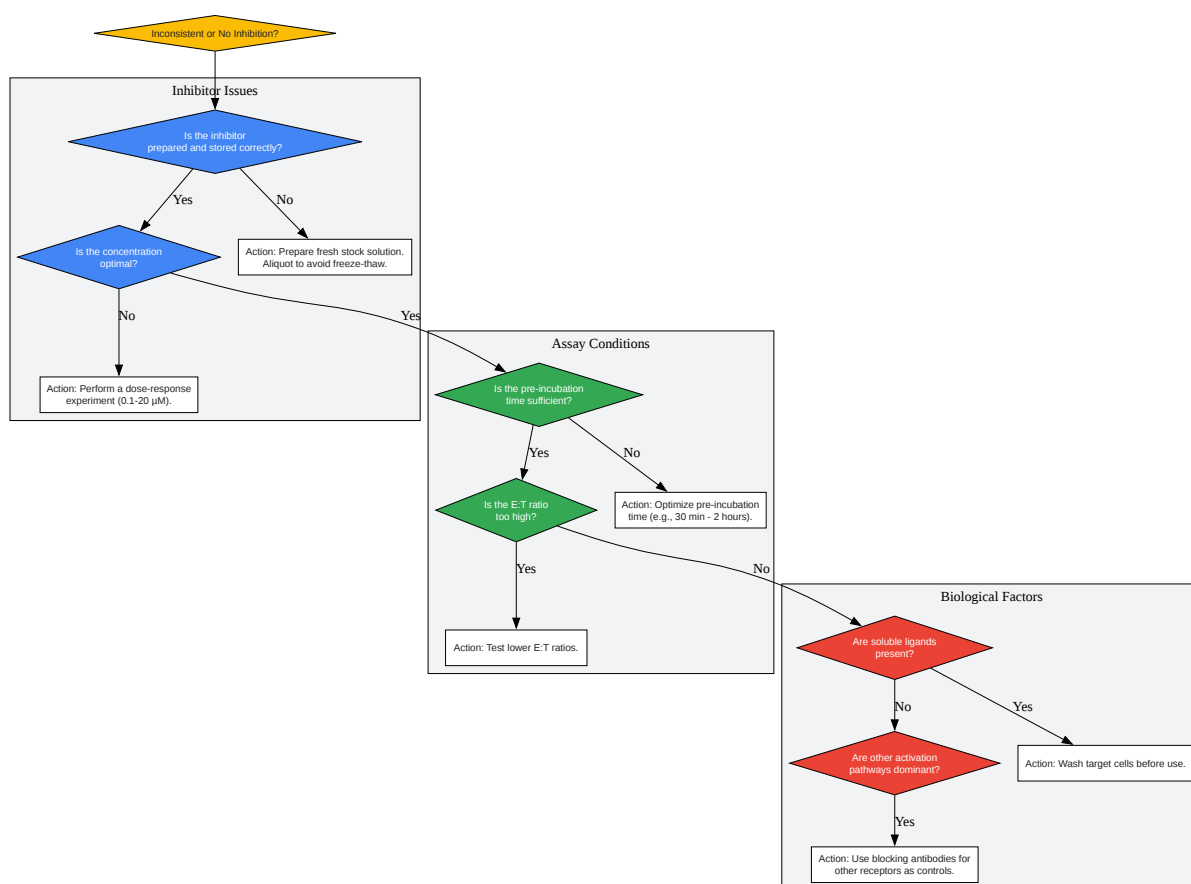 Inconsistent or No Inhibition?
Inhibitor Issues
Is the inhibitor
prepared and stored correctly?
Yes
No
Is the concentration
optimal?
Action: Prepare fresh stock solution.
Aliquot to avoid freeze-thaw.
No
Yes
Action: Perform a dose-response
experiment (0.1-20 µM).
Assay Conditions
Is the pre-incubation
time sufficient?
Yes
No
Is the E:T ratio
too high?
Action: Optimize pre-incubation
time (e.g., 30 min - 2 hours).
Yes
No
Action: Test lower E:T ratios.
Biological Factors
Are soluble ligands
present?
No
Yes
Are other activation
pathways dominant?
Action: Wash target cells before use.
Yes
Action: Use blocking antibodies for
other receptors as controls.